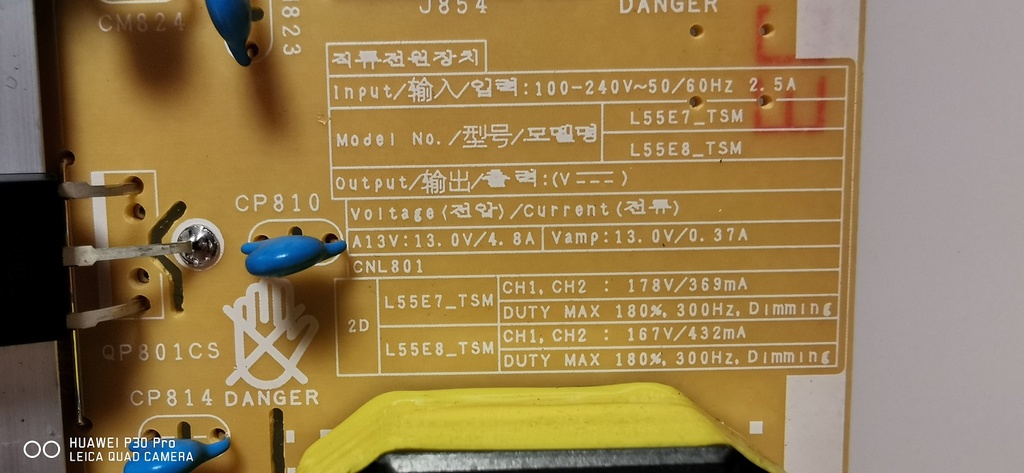 J854
DANGER
CM824
M823
직류전원장치
Input/输入/입력:100-240V~50/60Hz 2.5A
Model No./型号/모델명
L55E7_TSM
L55E8_TSM
Output/输出/출력:(V⎓)
Voltage(전압)/Current(전류)
A13V:13.0V/4.8A
Vamp:13.0V/0.37A
CNL801
2D
L55E7_TSM
CH1, CH2 : 178V/369mA
DUTY MAX 180%, 300Hz, Dimming
L55E8_TSM
CH1, CH2 : 167V/432mA
DUTY MAX 180%, 300Hz, Dimming
CP810
QP801CS
CP814
DANGER
HUAWEI P30 Pro
LEICA QUAD CAMERA